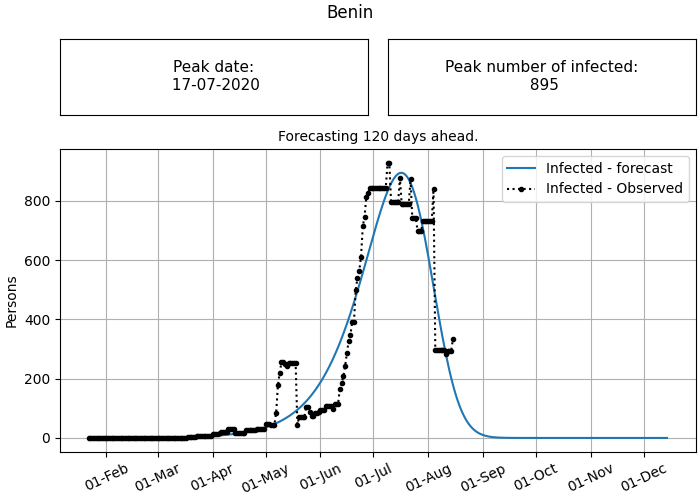 Benin
Peak date:
17-07-2020
Peak number of infected:
895
Forecasting 120 days ahead.
Infected - forecast
Infected - Observed
Persons
800
600
400
200
0
01-Feb
01-Mar
01-Apr
01-May
01-Jun
01-Jul
01-Aug
01-Sep
01-Oct
01-Nov
01-Dec